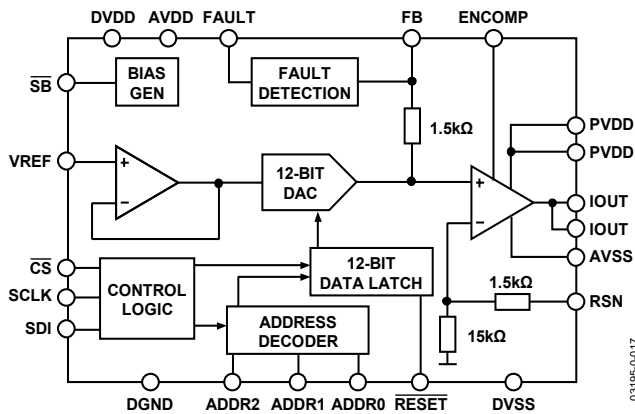 DVDD AVDD FAULT FB ENCOMP
SB
BIAS
GEN
FAULT
DETECTION
1.5kΩ
PVDD
PVDD
VREF
+
−
12-BIT
DAC
+
−
IOUT
IOUT
AVSS
CS
SCLK
SDI
CONTROL
LOGIC
12-BIT
DATA LATCH
ADDRESS
DECODER
1.5kΩ
RSN
15kΩ
DGND ADDR2 ADDR1 ADDR0 RESET DVSS
03195-0-017